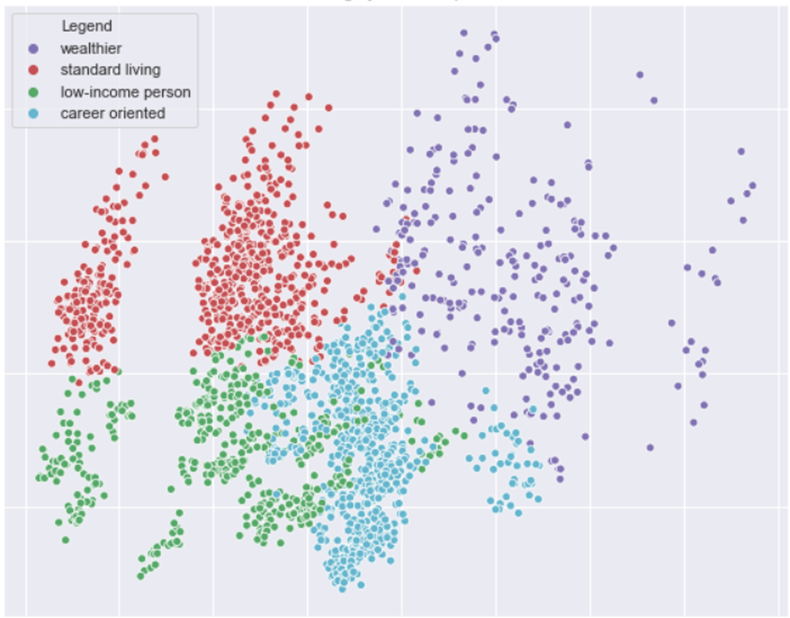 Legend
wealthier
standard living
low-income person
career oriented